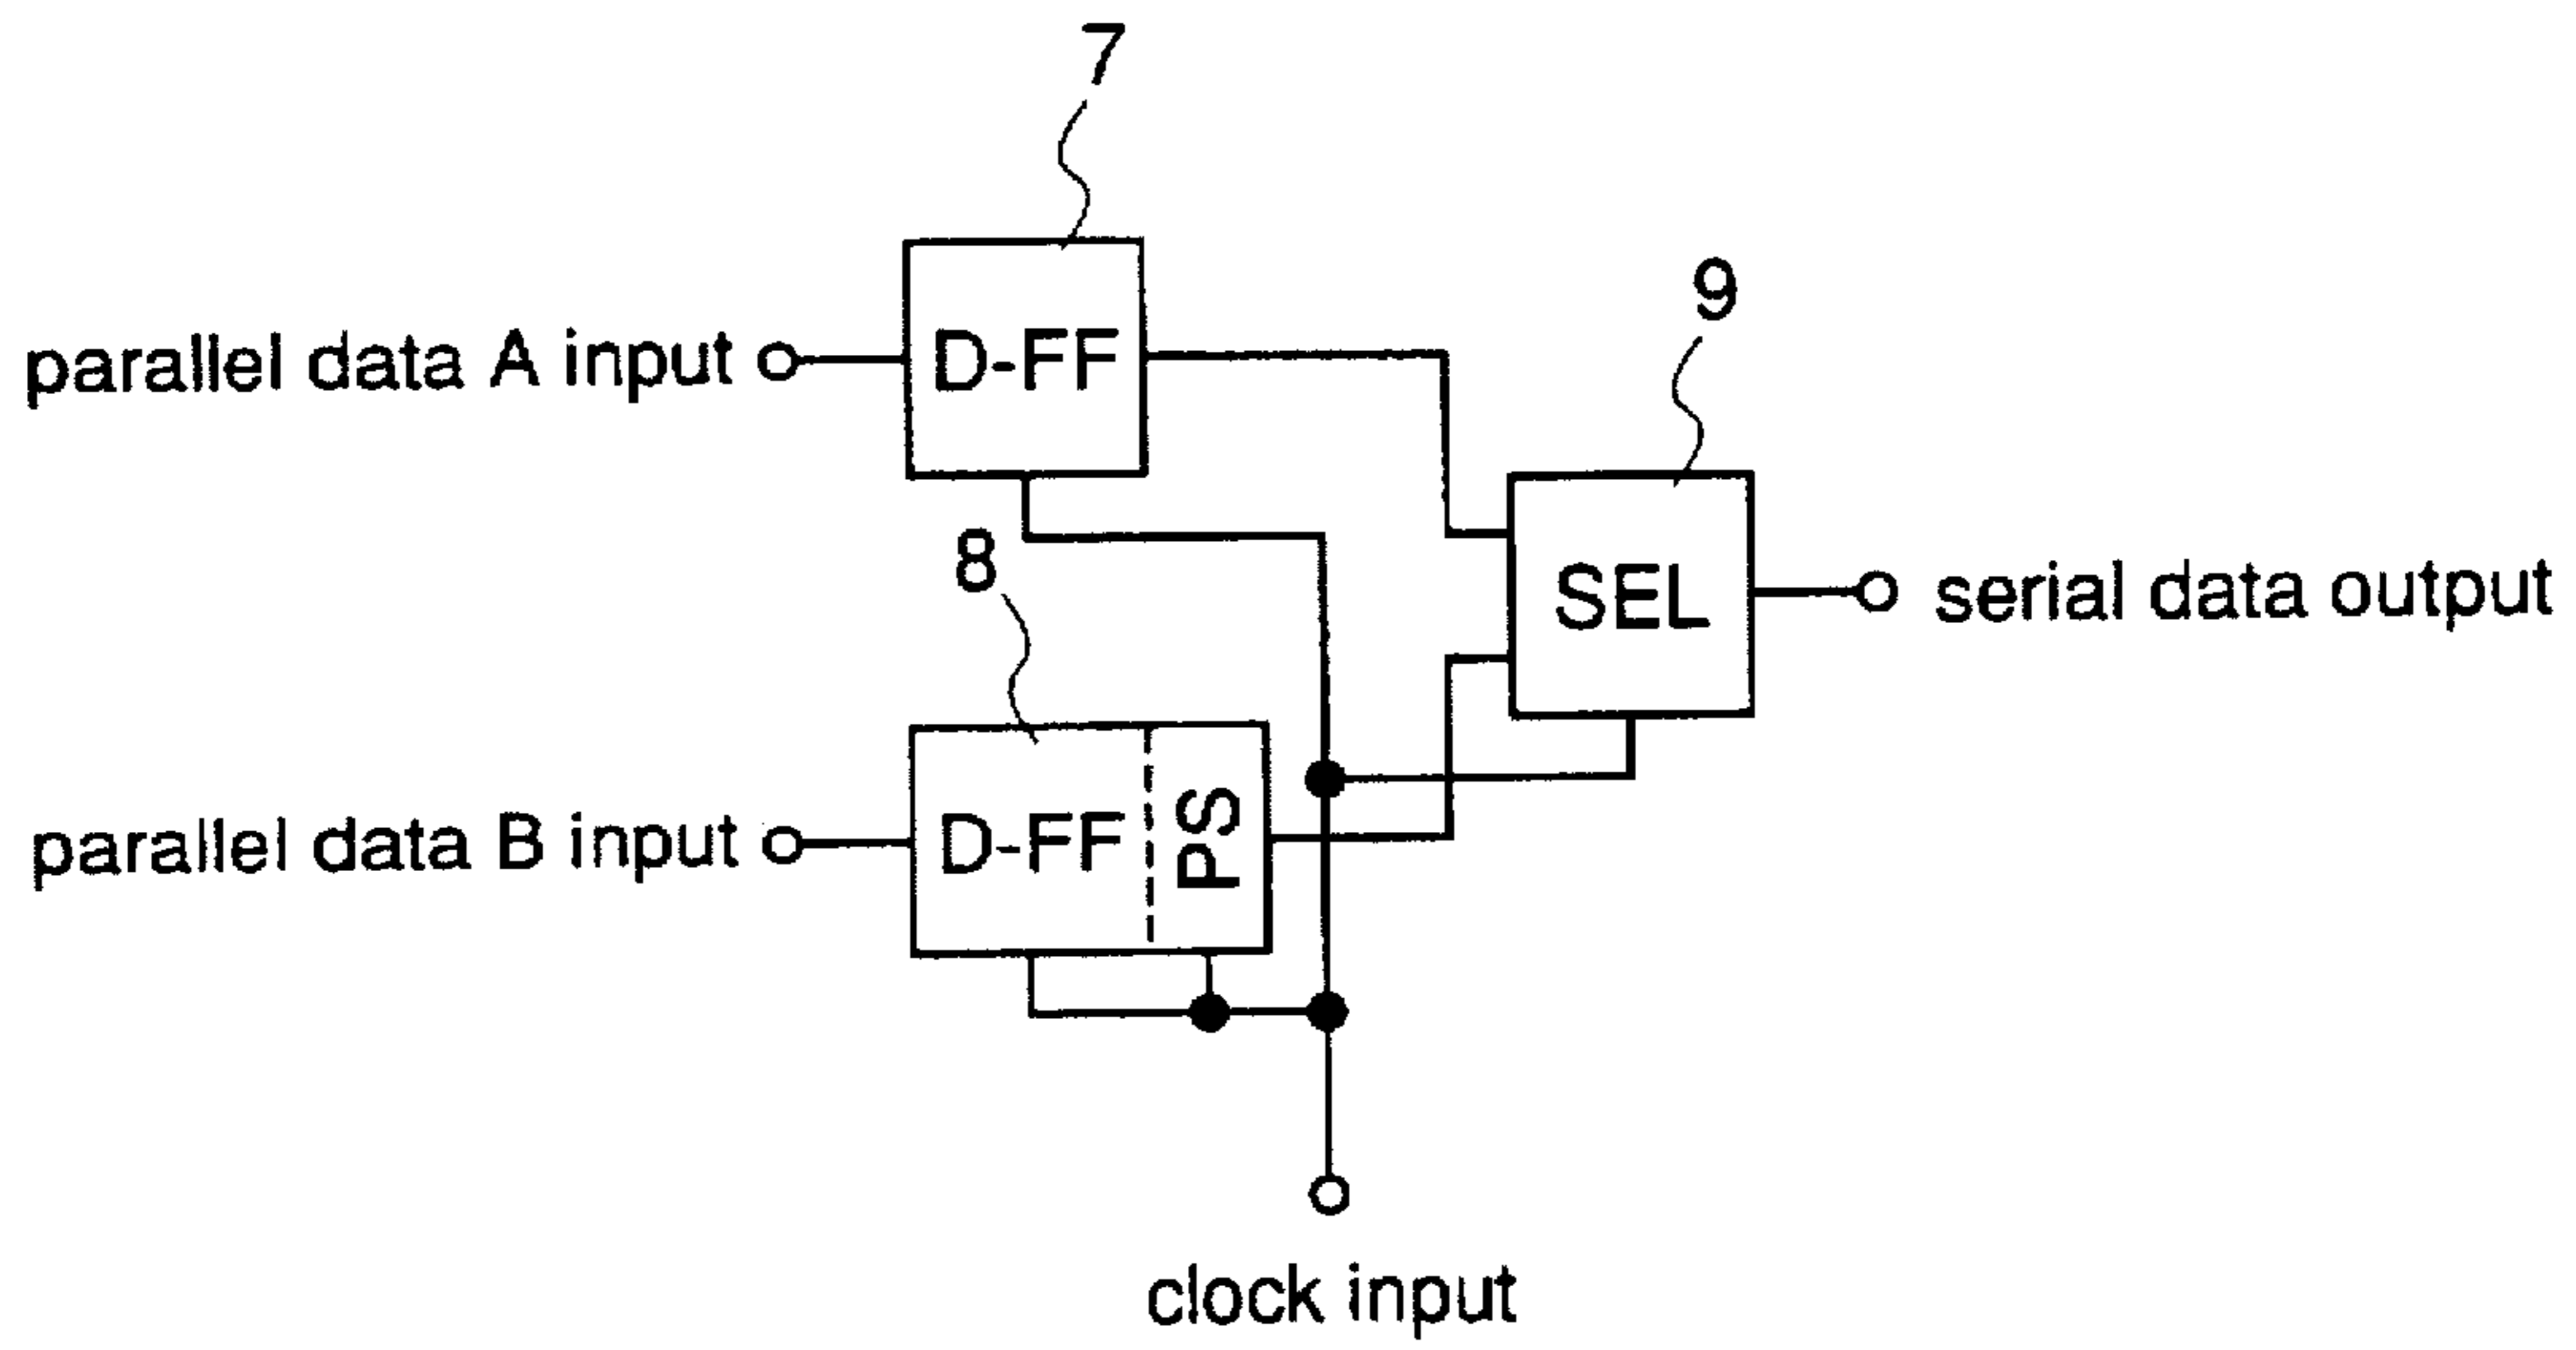 7
9
parallel data A input
D-FF
8
SEL
serial data output
parallel data B input
D-FF
PS
clock input